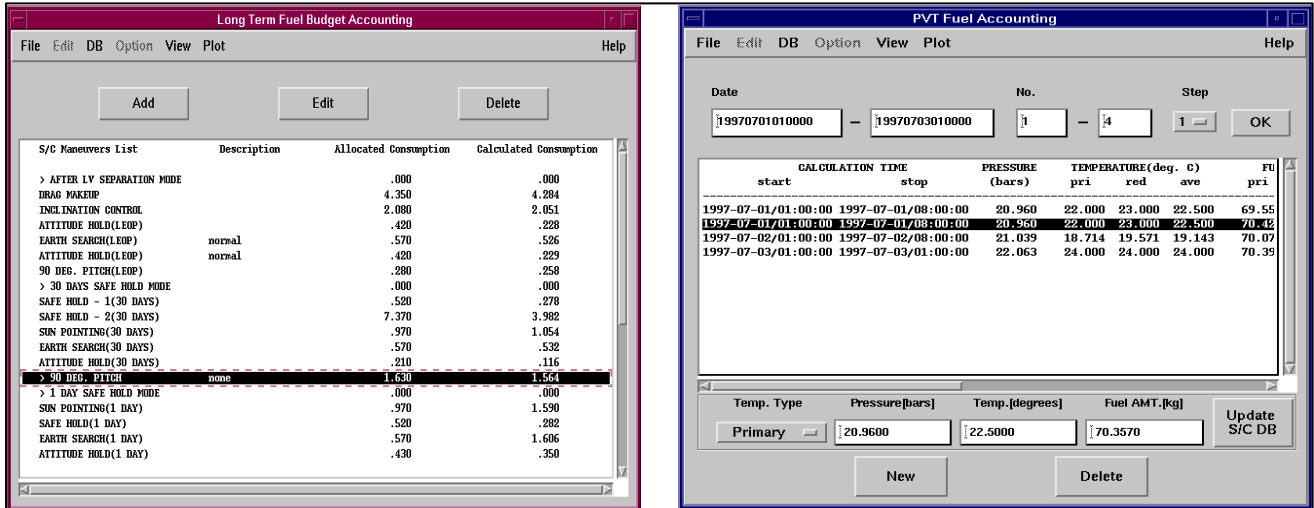 Long Term Fuel Budget Accounting
File Edit DB Option View Plot Help
Add Edit Delete
S/C Maneuvers List Description Allocated Consumption Calculated Consumption
> AFTER LV SEPARATION MODE .000 .000
DRAG MAKEUP 4.350 4.284
INCLINATION CONTROL 2.080 2.051
ATTITUDE HOLD(LEOP) .420 .228
EARTH SEARCH(LEOP) normal .570 .526
ATTITUDE HOLD(LEOP) normal .420 .229
90 DEG. PITCH(LEOP) .280 .258
> 30 DAYS SAFE HOLD MODE .000 .000
SAFE HOLD - 1(30 DAYS) .520 .278
SAFE HOLD - 2(30 DAYS) 7.370 3.982
SUN POINTING(30 DAYS) .970 1.054
EARTH SEARCH(30 DAYS) .570 .532
ATTITUDE HOLD(30 DAYS) .210 .116
> 90 DEG. PITCH none 1.630 1.564
> 1 DAY SAFE HOLD MODE .000 .000
SUN POINTING(1 DAY) .970 1.590
SAFE HOLD(1 DAY) .520 .282
EARTH SEARCH(1 DAY) .570 1.606
ATTITUDE HOLD(1 DAY) .430 .350
PVT Fuel Accounting
File Edit DB Option View Plot Help
Date No. Step
19970701010000 – 19970703010000 1 – 4 1 OK
CALCULATION TIME PRESSURE TEMPERATURE(deg. C) FU
start stop (bars) pri red ave pri
1997-07-01/01:00:00 1997-07-01/08:00:00 20.960 22.000 23.000 22.500 69.55
1997-07-01/01:00:00 1997-07-01/08:00:00 20.960 22.000 23.000 22.500 70.42
1997-07-02/01:00:00 1997-07-02/08:00:00 21.039 18.714 19.571 19.143 70.07
1997-07-03/01:00:00 1997-07-03/01:00:00 22.063 24.000 24.000 24.000 70.39
Temp. Type Pressure[bars] Temp.[degrees] Fuel AMT.[kg]
Primary 20.9600 22.5000 70.3570 Update S/C DB
New Delete